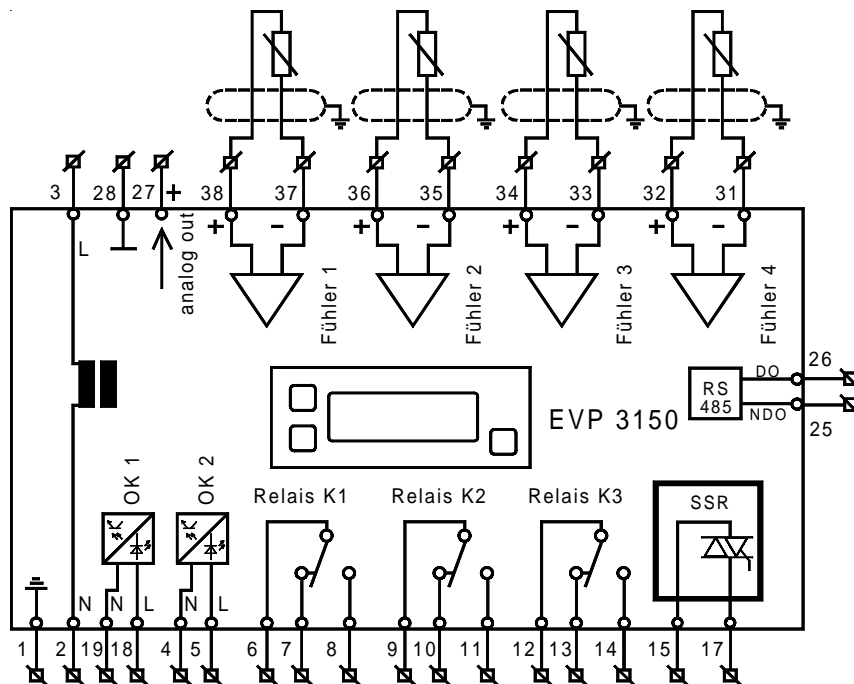 3 28 27 + 38 37 36 35 34 33 32 31
+ - + - + - + -
L
analog out
Fühler 1
Fühler 2
Fühler 3
Fühler 4
26
DO
RS
485
NDO
25
EVP 3150
OK 1
OK 2
Relais K1 Relais K2 Relais K3 SSR
N N L N L
1 2 19 18 4 5 6 7 8 9 10 11 12 13 14 15 17